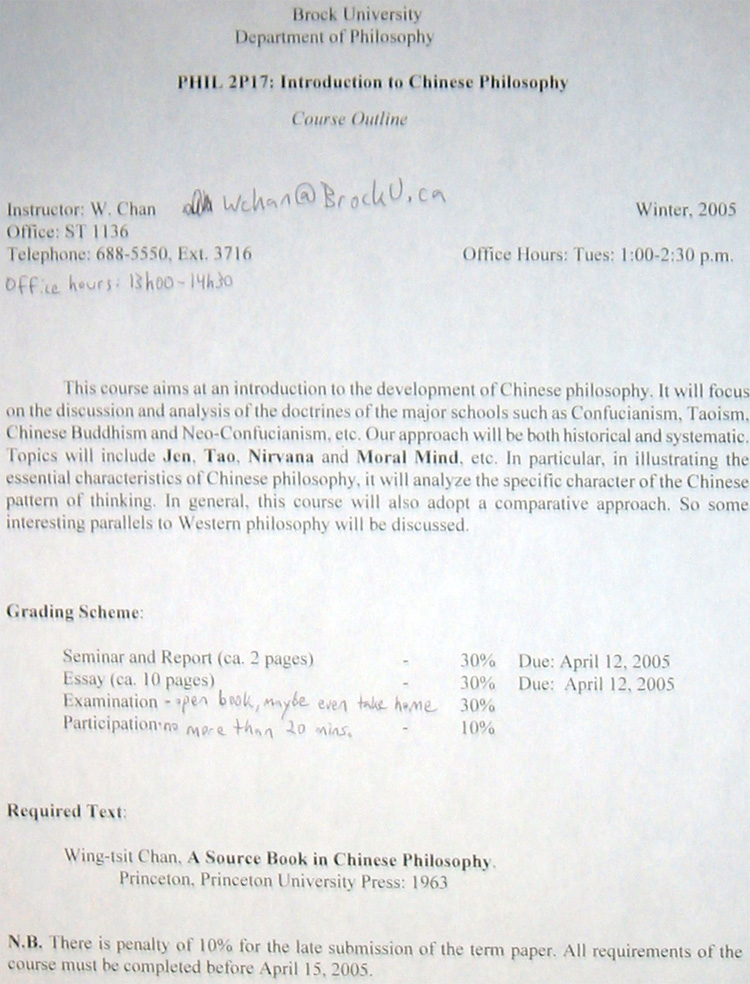 Brock University
Department of Philosophy
PHIL 2P17: Introduction to Chinese Philosophy
Course Outline
Instructor: W. Chan wchan@BrockU.ca Winter, 2005
Office: ST 1136
Telephone: 688-5550, Ext. 3716 Office Hours: Tues: 1:00-2:30 p.m.
Office hours: 13h00-14h30
This course aims at an introduction to the development of Chinese philosophy. It will focus
on the discussion and analysis of the doctrines of the major schools such as Confucianism, Taoism,
Chinese Buddhism and Neo-Confucianism, etc. Our approach will be both historical and systematic.
Topics will include Jen, Tao, Nirvana and Moral Mind, etc. In particular, in illustrating the
essential characteristics of Chinese philosophy, it will analyze the specific character of the Chinese
pattern of thinking. In general, this course will also adopt a comparative approach. So some
interesting parallels to Western philosophy will be discussed.
Grading Scheme:
Seminar and Report (ca. 2 pages) - 30% Due: April 12, 2005
Essay (ca. 10 pages) - 30% Due: April 12, 2005
Examination - open book, maybe even take home 30%
Participation no more than 20 mins. - 10%
Required Text:
Wing-tsit Chan, A Source Book in Chinese Philosophy.
Princeton, Princeton University Press: 1963
N.B. There is penalty of 10% for the late submission of the term paper. All requirements of the
course must be completed before April 15, 2005.